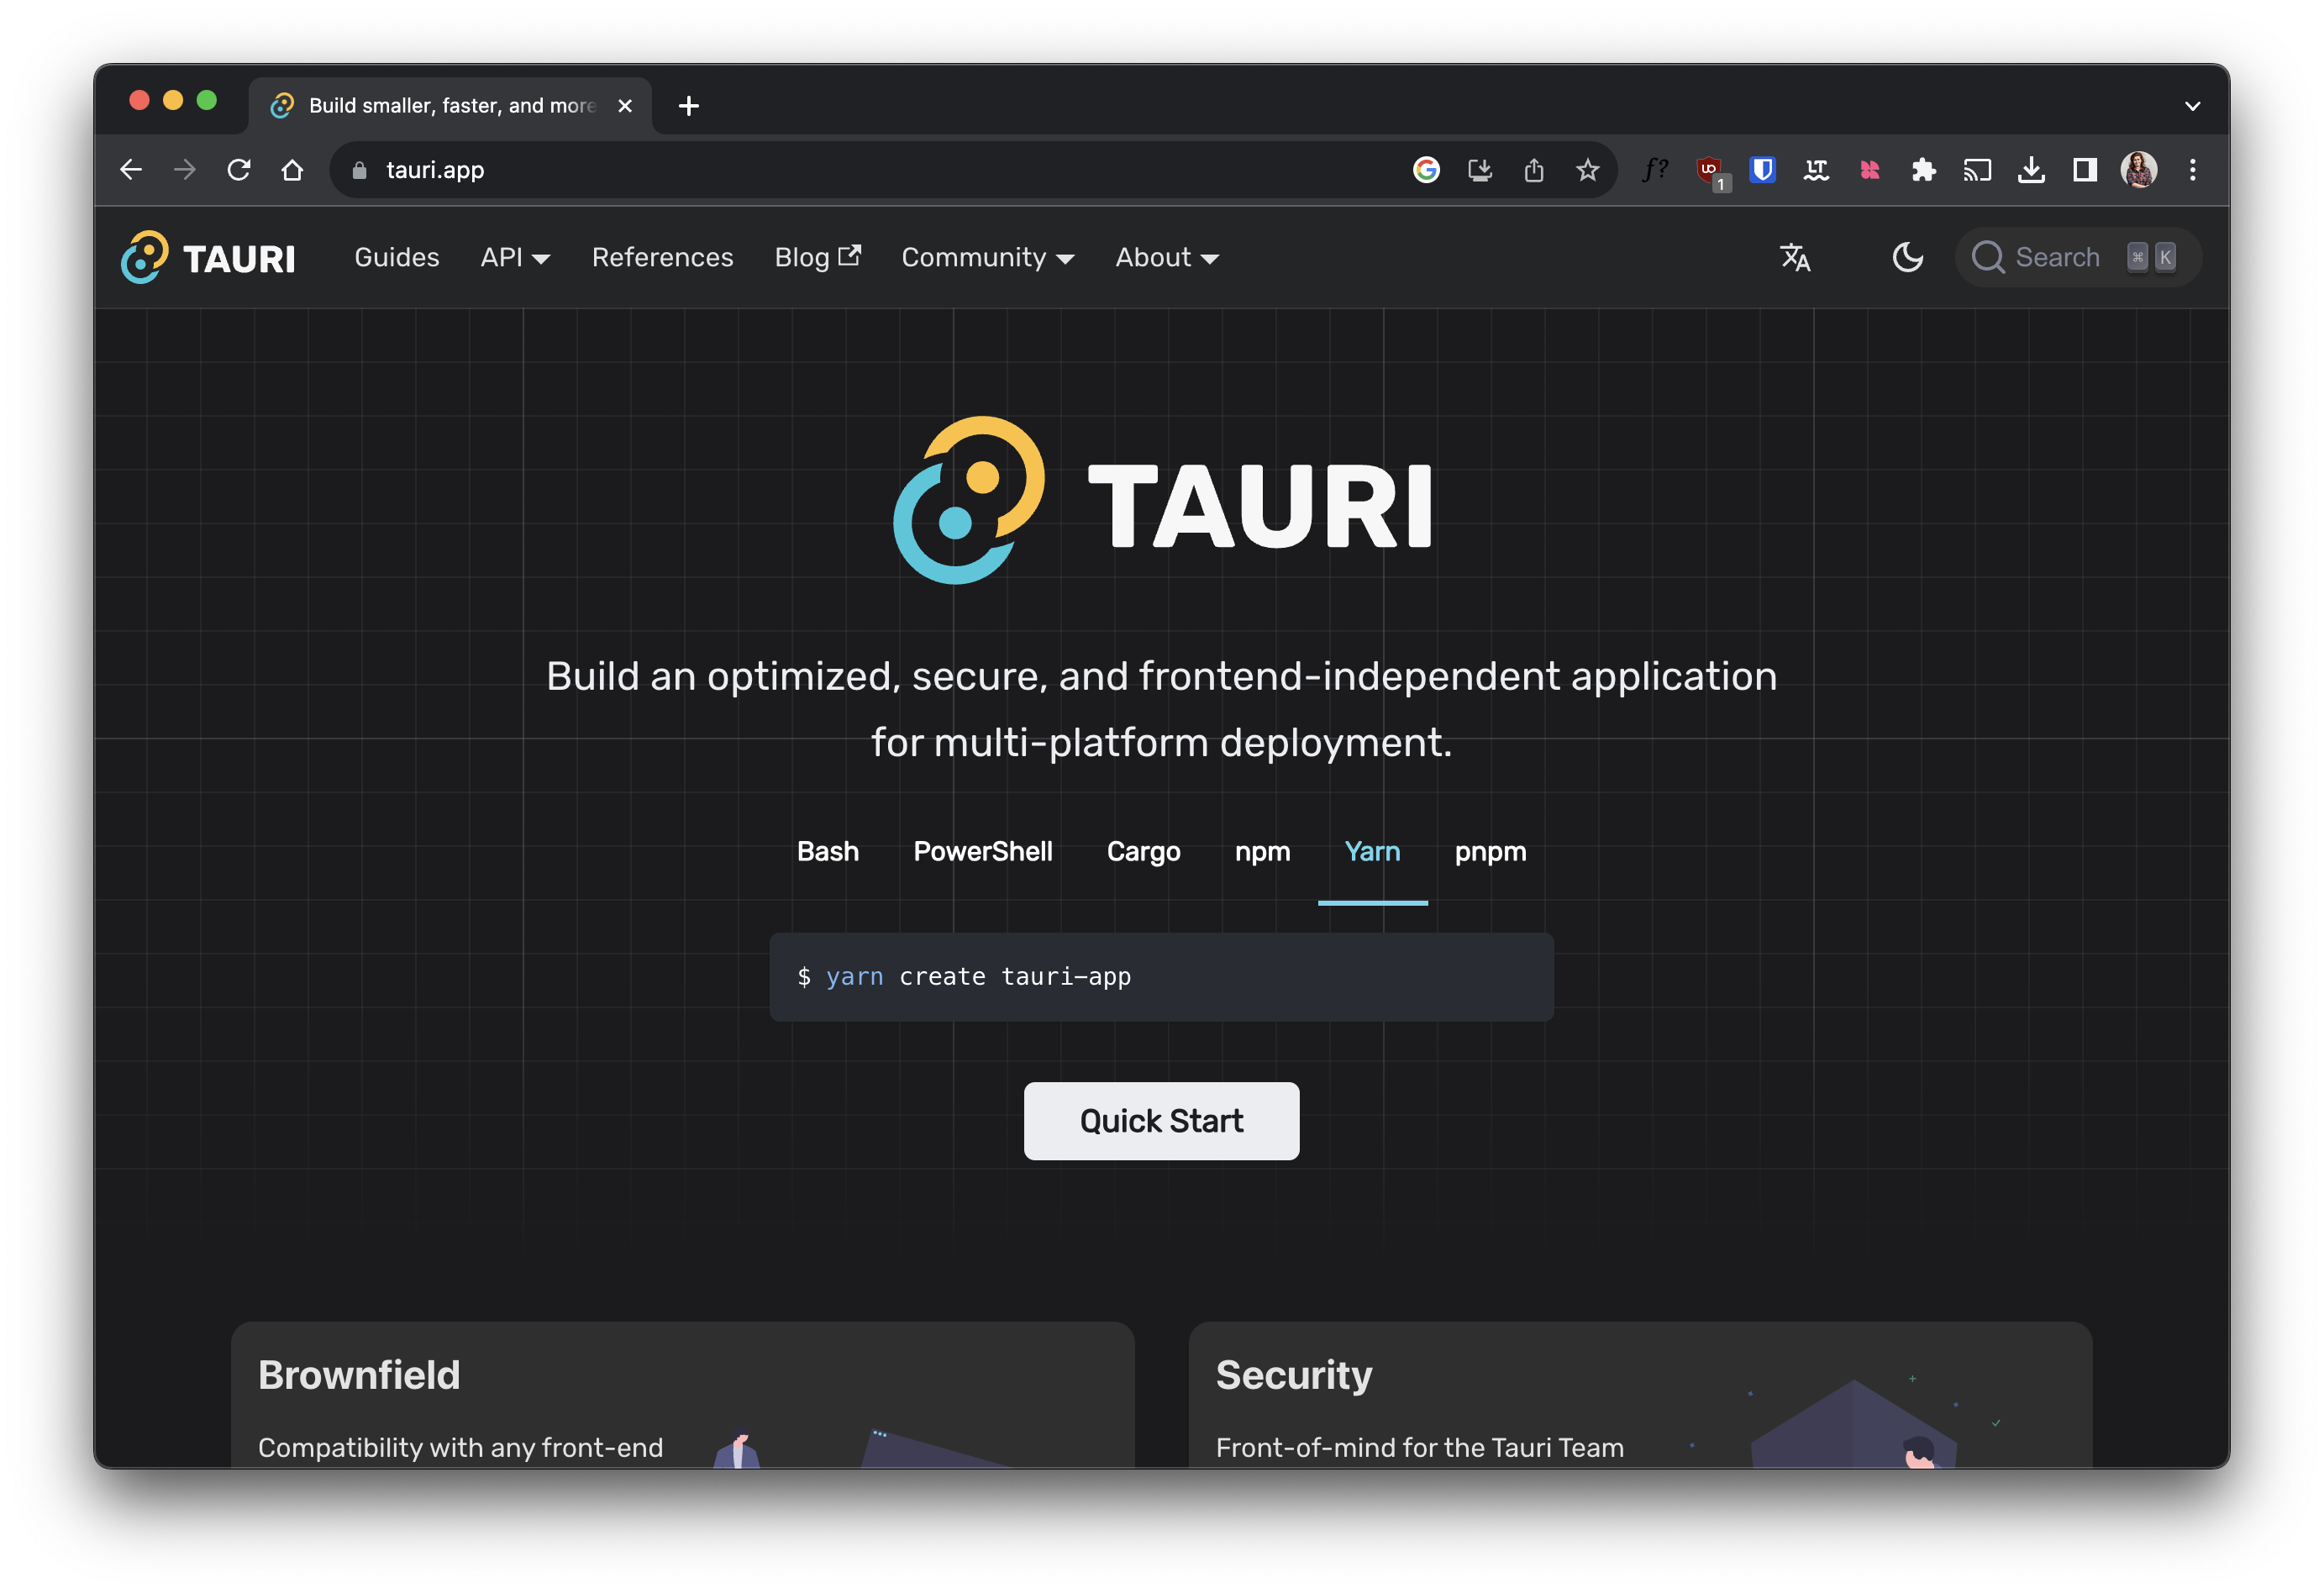 Build smaller, faster, and more
tauri.app
f?
1
LT
TAURI
Guides API References Blog Community About
Search ⌘ K
TAURI
Build an optimized, secure, and frontend-independent application
for multi-platform deployment.
Bash PowerShell Cargo npm Yarn pnpm
$ yarn create tauri-app
Quick Start
Brownfield
Compatibility with any front-end
Security
Front-of-mind for the Tauri Team